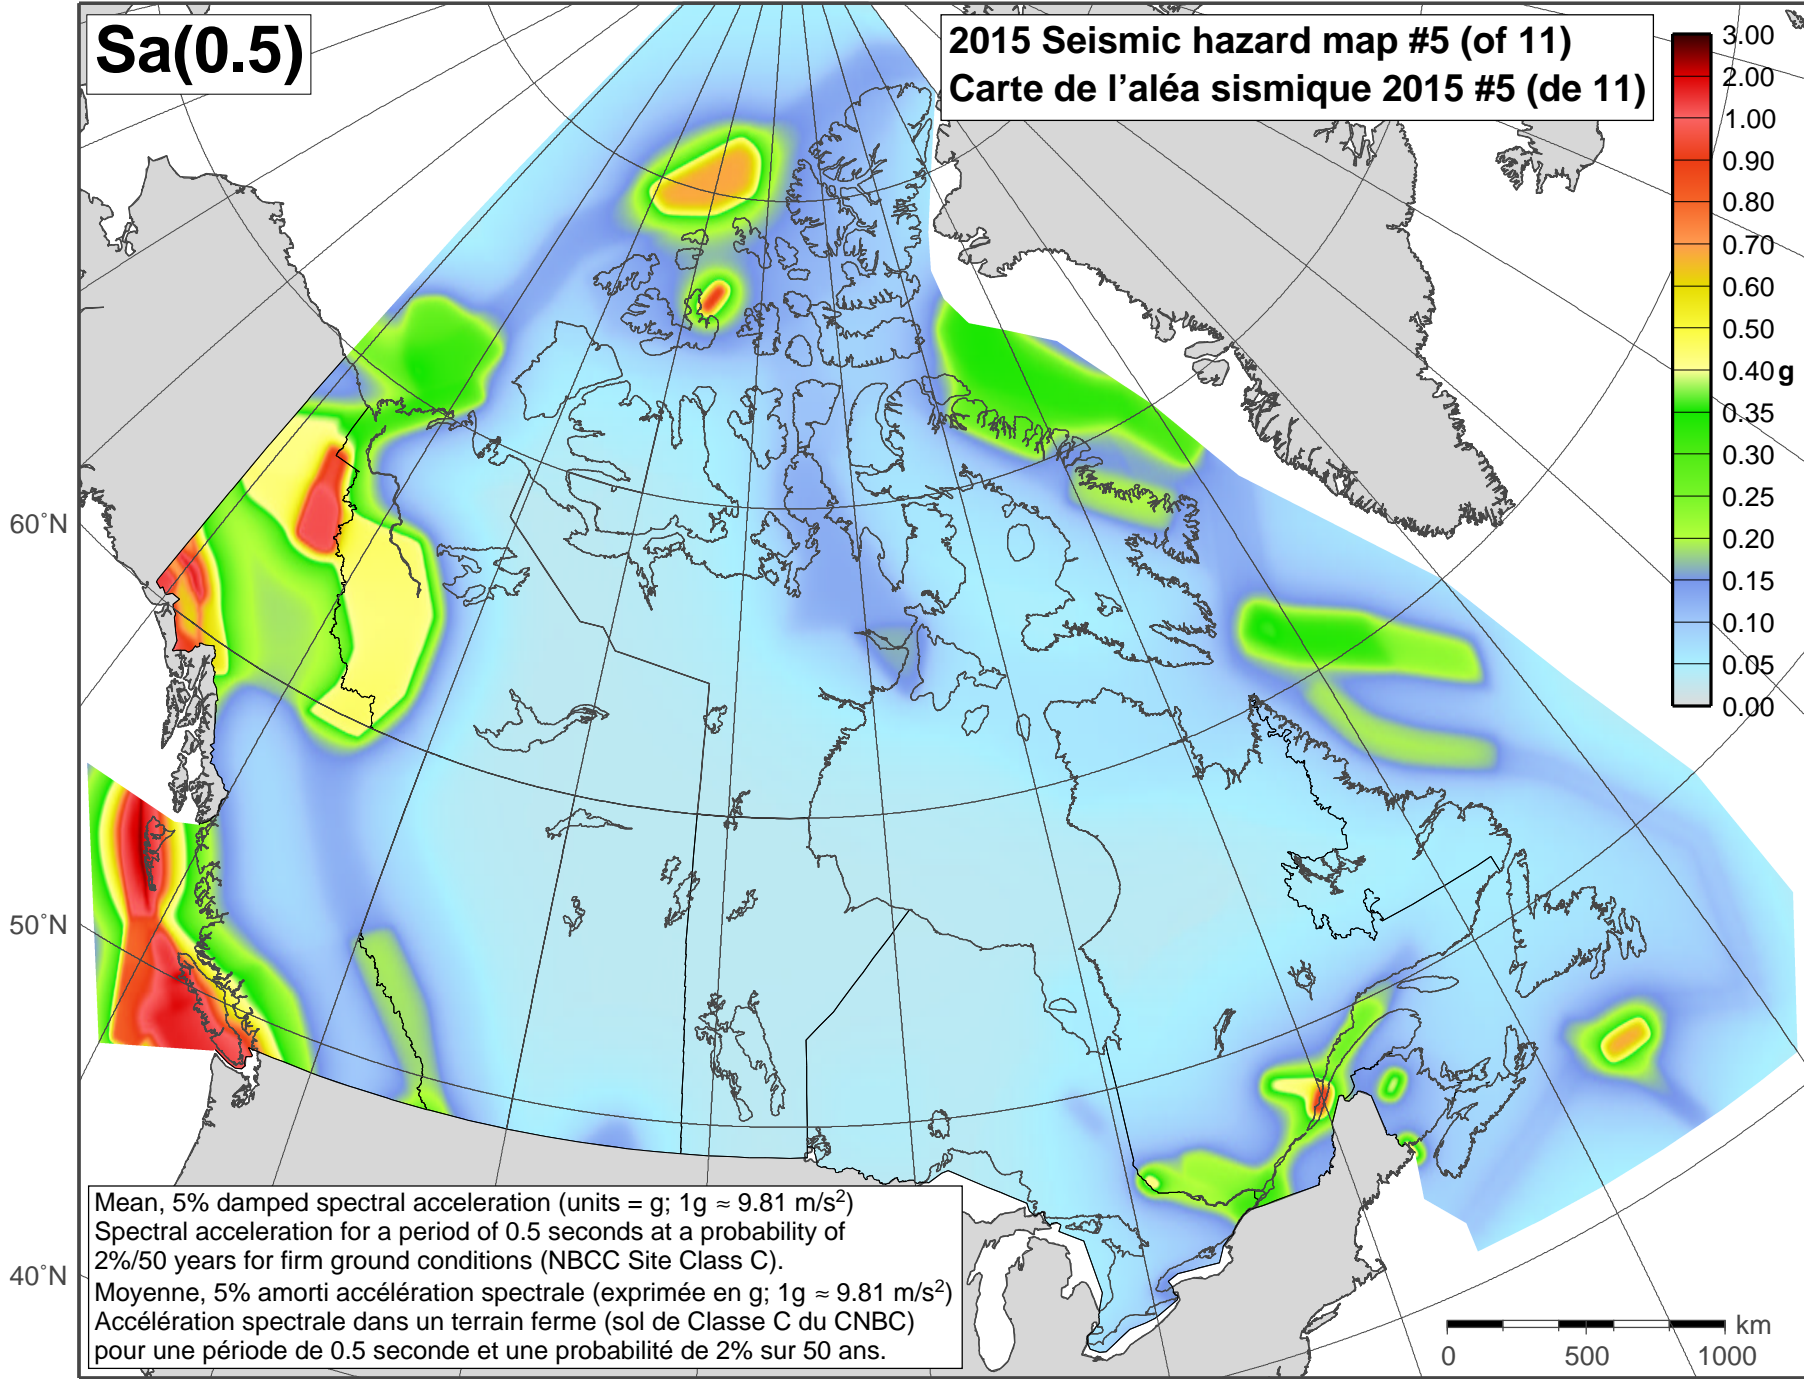 Sa(0.5)
2015 Seismic hazard map #5 (of 11)
Carte de l'aléa sismique 2015 #5 (de 11)
3.00
2.00
1.00
0.90
0.80
0.70
0.60
0.50
0.40 g
0.35
0.30
0.25
0.20
0.15
0.10
0.05
0.00
60°N
50°N
40°N
Mean, 5% damped spectral acceleration (units = g; 1g ≈ 9.81 m/s²)
Spectral acceleration for a period of 0.5 seconds at a probability of
2%/50 years for firm ground conditions (NBCC Site Class C).
Moyenne, 5% amorti accélération spectrale (exprimée en g; 1g ≈ 9.81 m/s²)
Accélération spectrale dans un terrain ferme (sol de Classe C du CNBC)
pour une période de 0.5 seconde et une probabilité de 2% sur 50 ans.
km
0 500 1000